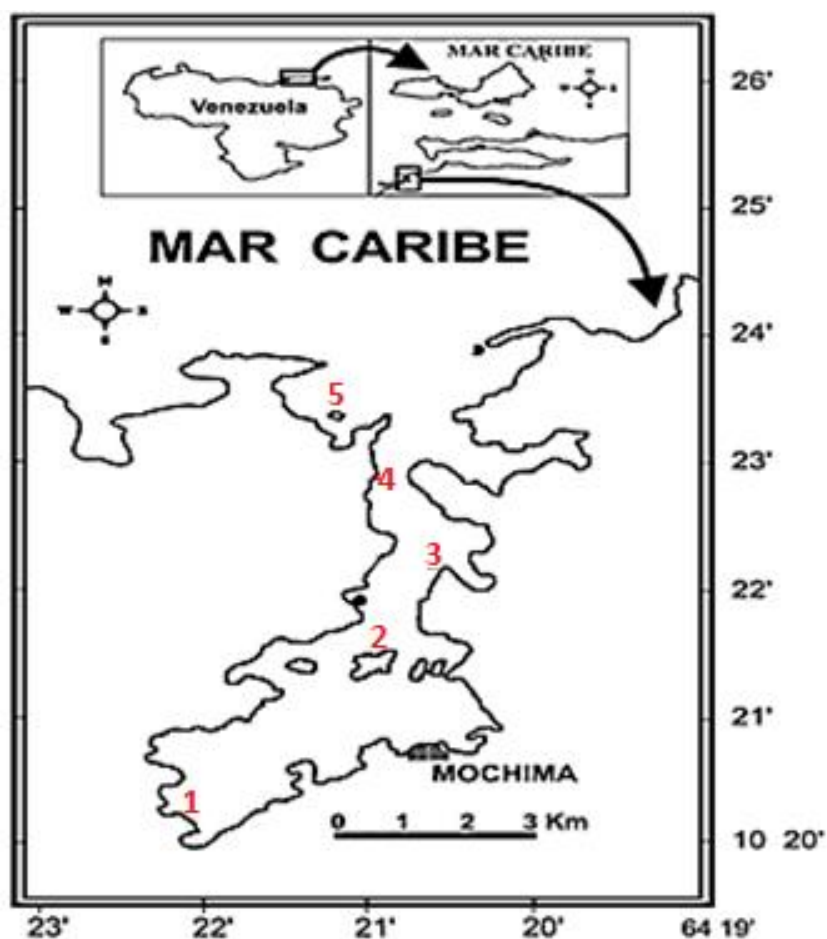 MAR CARIBE
N
W E
S
26'
Venezuela
25'
MAR CARIBE
N
W E
S
24'
5
23'
4
3
22'
2
21'
MOCHIMA
1
0 1 2 3 Km
10 20'
23' 22' 21' 20' 64 19'